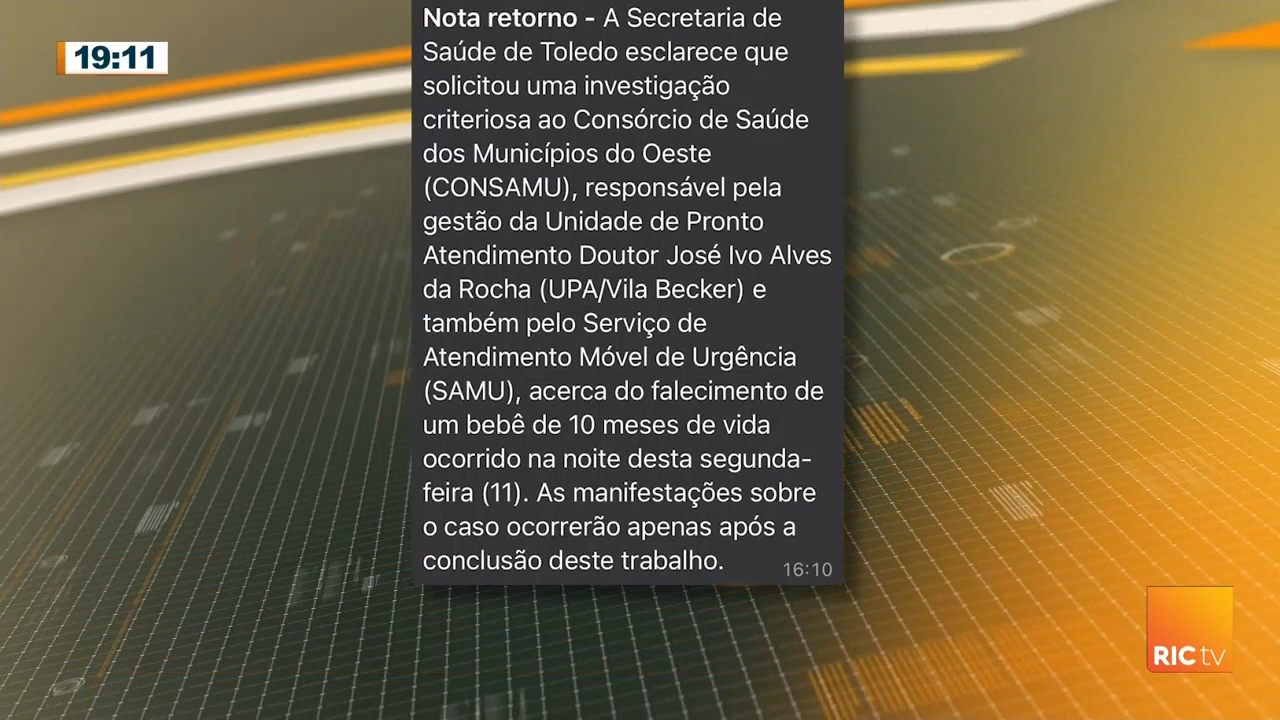 19:11
Nota retorno - A Secretaria de
Saúde de Toledo esclarece que
solicitou uma investigação
criteriosa ao Consórcio de Saúde
dos Municípios do Oeste
(CONSAMU), responsável pela
gestão da Unidade de Pronto
Atendimento Doutor José Ivo Alves
da Rocha (UPA/Vila Becker) e
também pelo Serviço de
Atendimento Móvel de Urgência
(SAMU), acerca do falecimento de
um bebê de 10 meses de vida
ocorrido na noite desta segunda-
feira (11). As manifestações sobre
o caso ocorrerão apenas após a
conclusão deste trabalho.
16:10
RIC tv